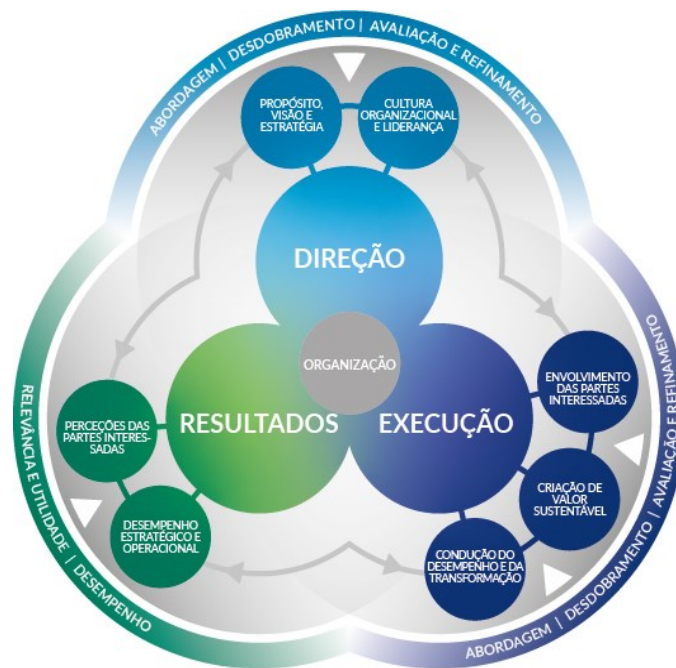 ABORDAGEM | DESDOBRAMENTO | AVALIAÇÃO E REFINAMENTO
PROPÓSITO,
VISÃO E
ESTRATÉGIA
CULTURA
ORGANIZACIONAL
E LIDERANÇA
DIREÇÃO
ORGANIZAÇÃO
RESULTADOS
EXECUÇÃO
PERCEÇÕES DAS
PARTES INTERES-
SADAS
DESEMPENHO
ESTRATÉGICO E
OPERACIONAL
ENVOLVIMENTO
DAS PARTES
INTERESSADAS
CRIAÇÃO DE
VALOR
SUSTENTÁVEL
CONDUÇÃO DO
DESEMPENHO E DA
TRANSFORMAÇÃO
RELEVÂNCIA E UTILIDADE | DESEMPENHO
ABORDAGEM | DESDOBRAMENTO | AVALIAÇÃO E REFINAMENTO